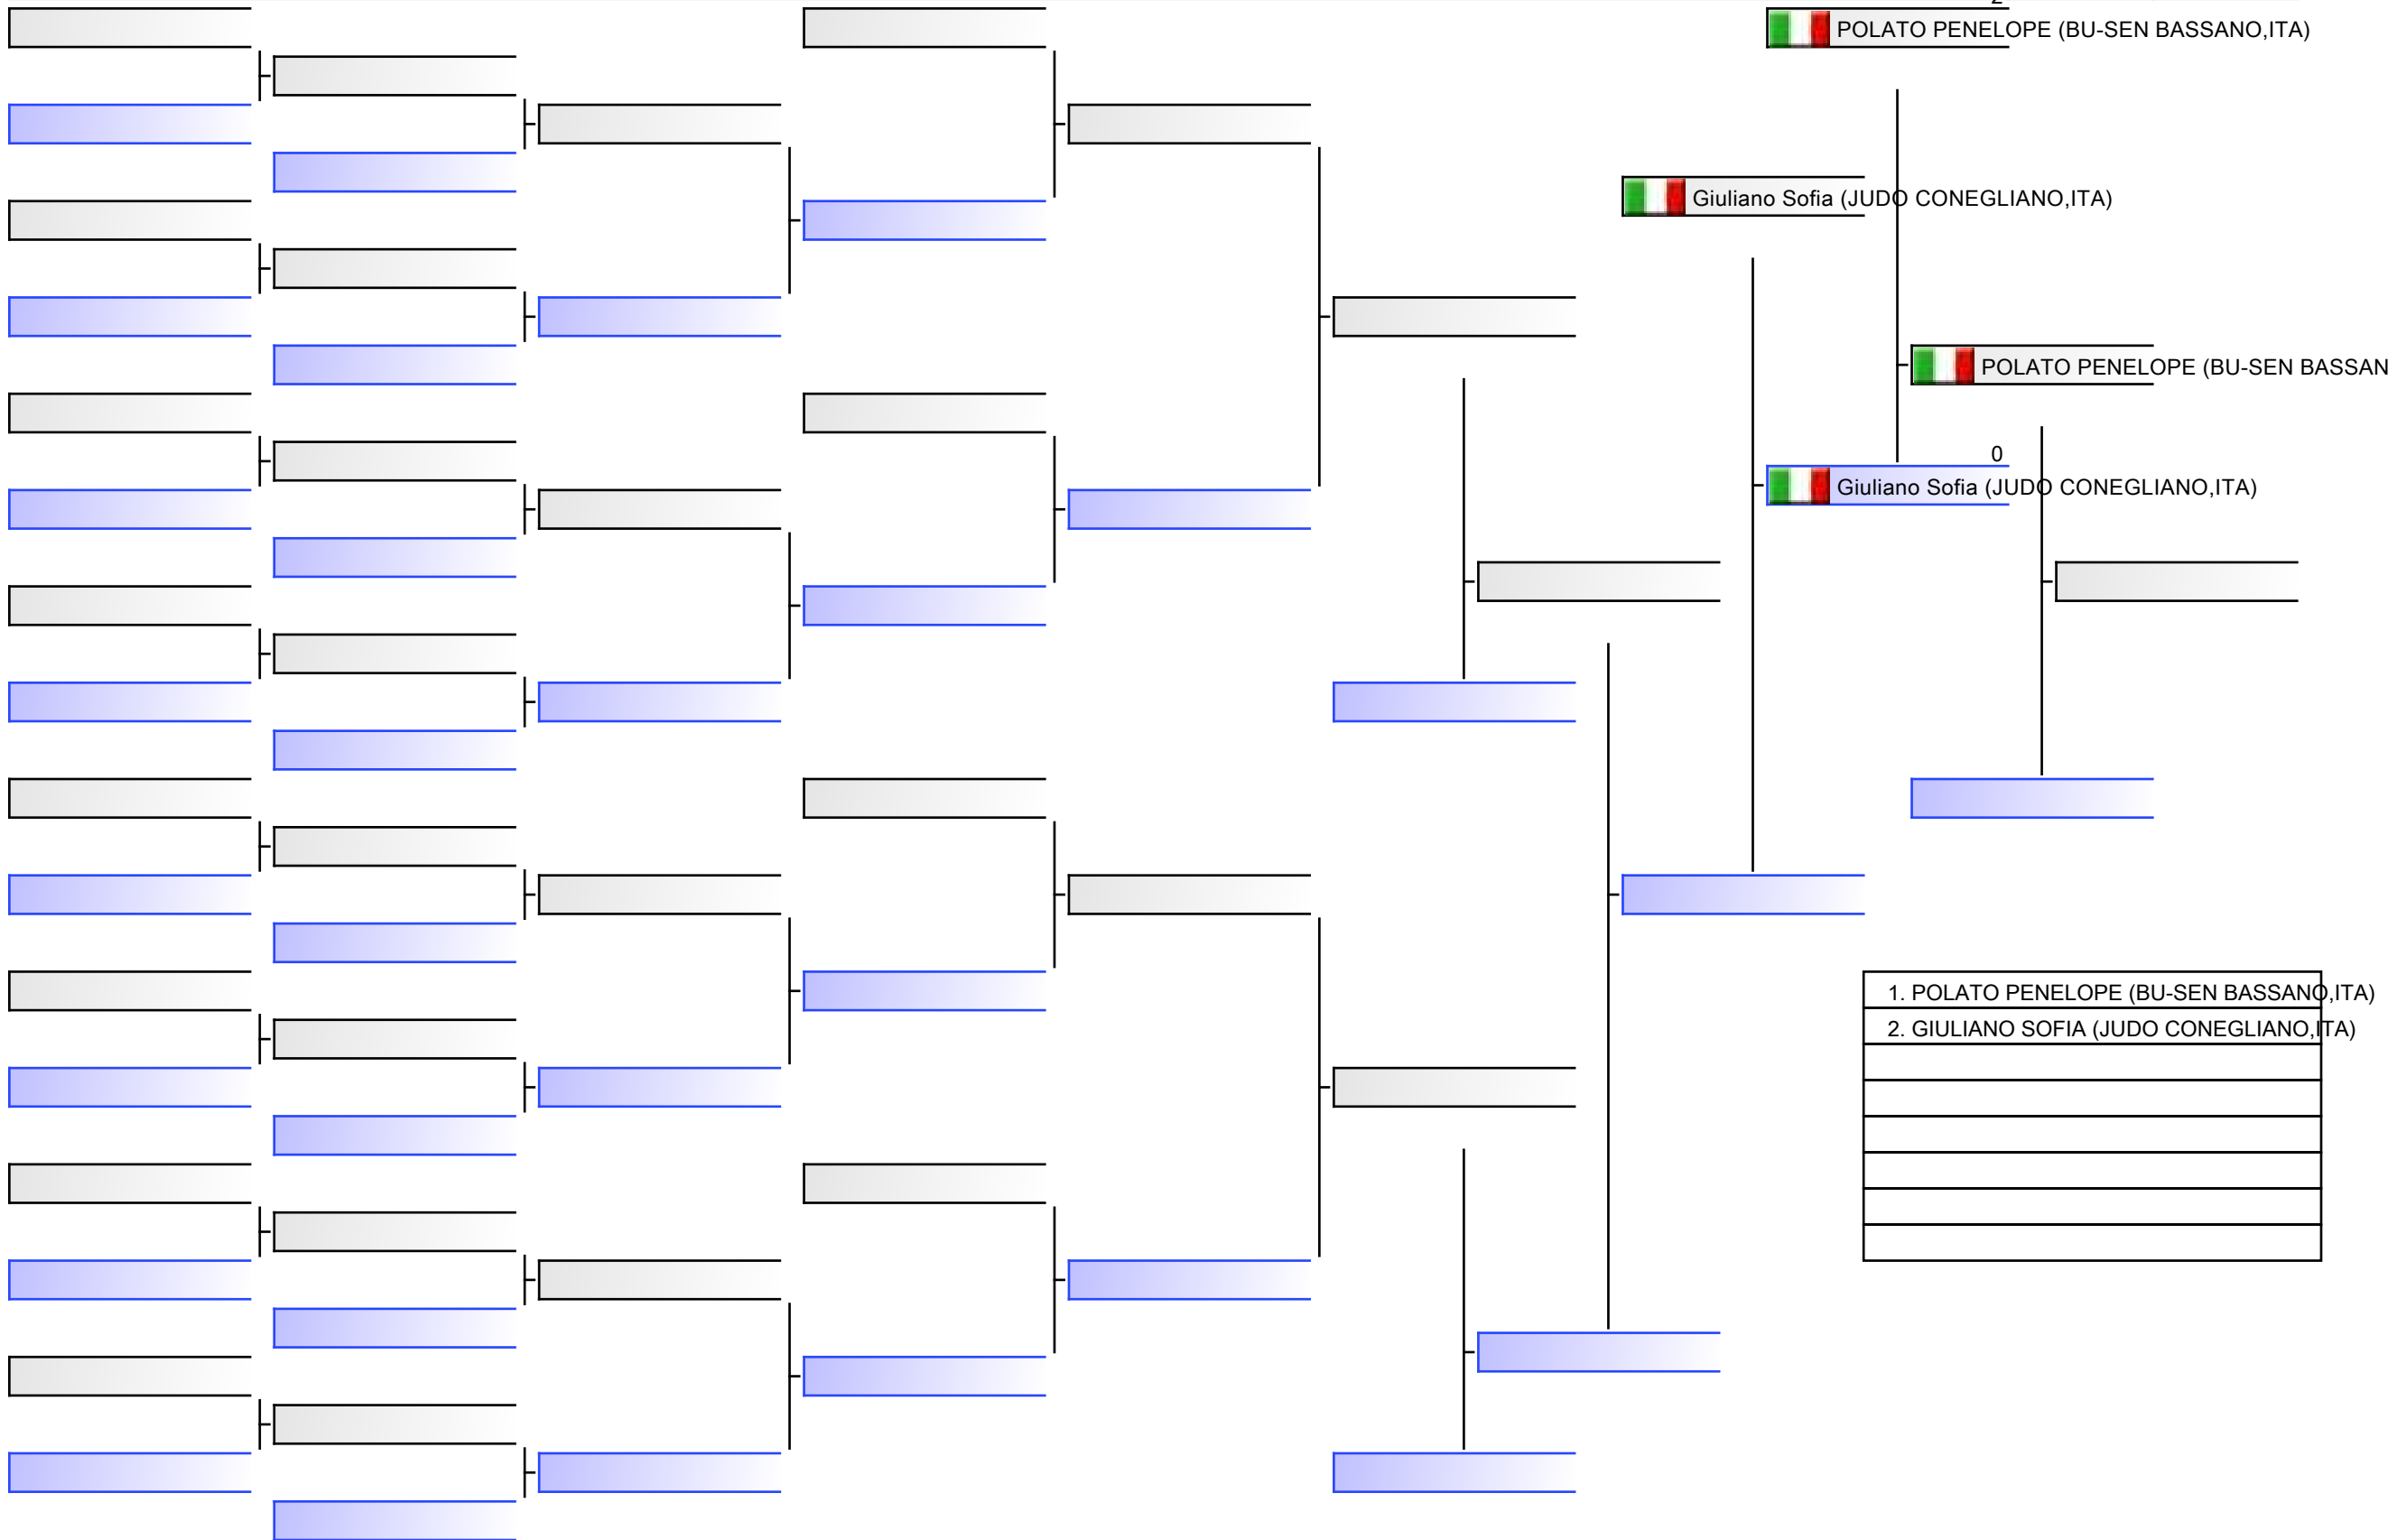 POLATO PENELOPE (BU-SEN BASSANO,ITA)
Giuliano Sofia (JUDO CONEGLIANO,ITA)
POLATO PENELOPE (BU-SEN BASSAN
0
Giuliano Sofia (JUDO CONEGLIANO,ITA)
1. POLATO PENELOPE (BU-SEN BASSANO,ITA)
2. GIULIANO SOFIA (JUDO CONEGLIANO,ITA)